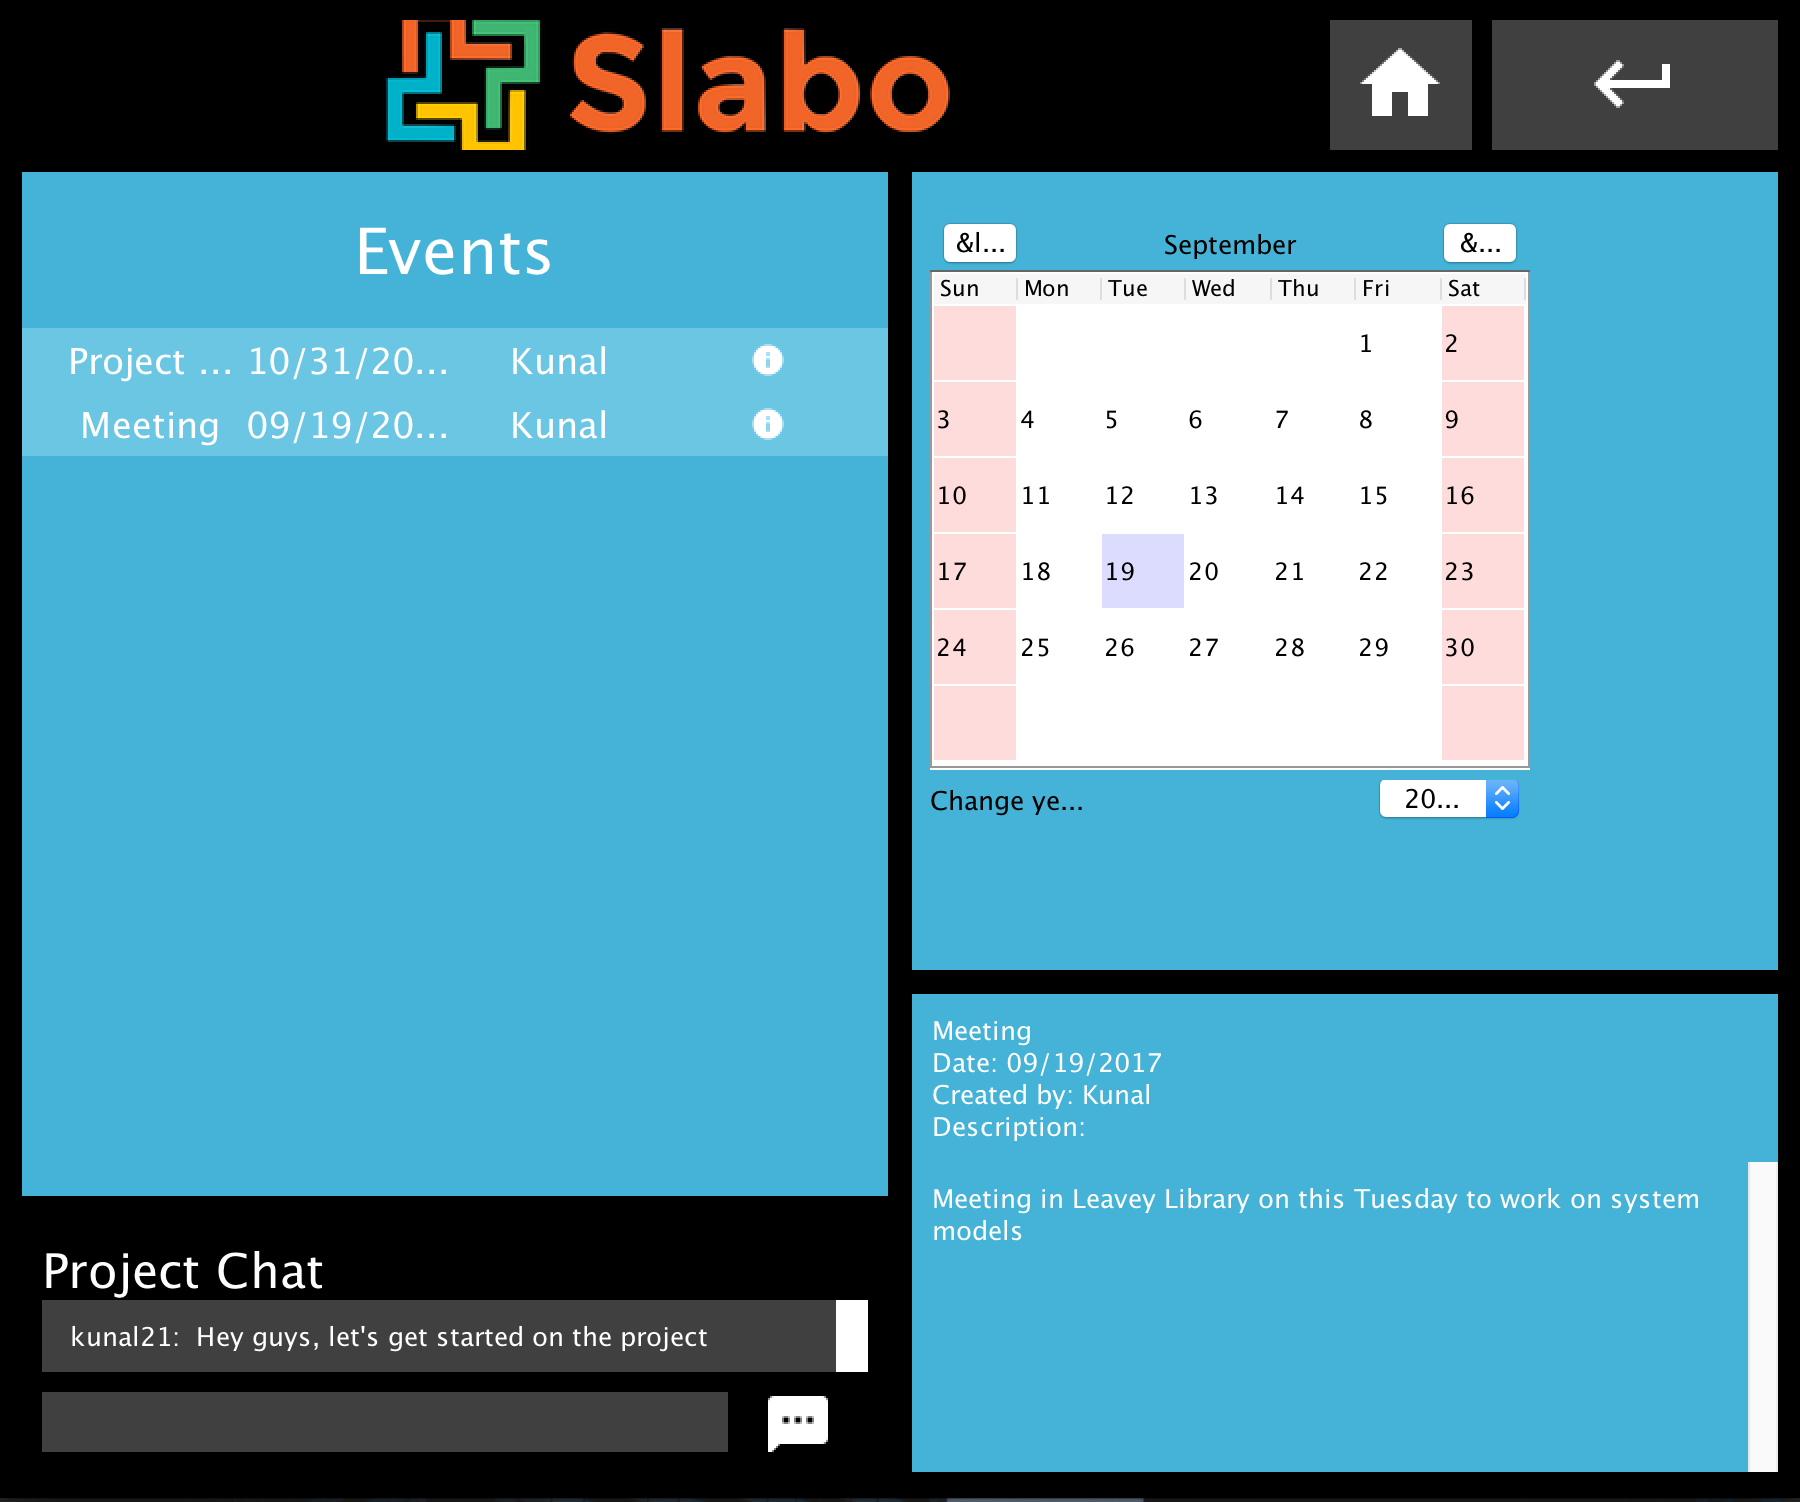 Slabo
Events
Project ... 10/31/20... Kunal
Meeting 09/19/20... Kunal
&l... September &...
Sun Mon Tue Wed Thu Fri Sat
1 2
3 4 5 6 7 8 9
10 11 12 13 14 15 16
17 18 19 20 21 22 23
24 25 26 27 28 29 30
Change ye... 20...
Meeting
Date: 09/19/2017
Created by: Kunal
Description:
Meeting in Leavey Library on this Tuesday to work on system
models
Project Chat
kunal21: Hey guys, let's get started on the project